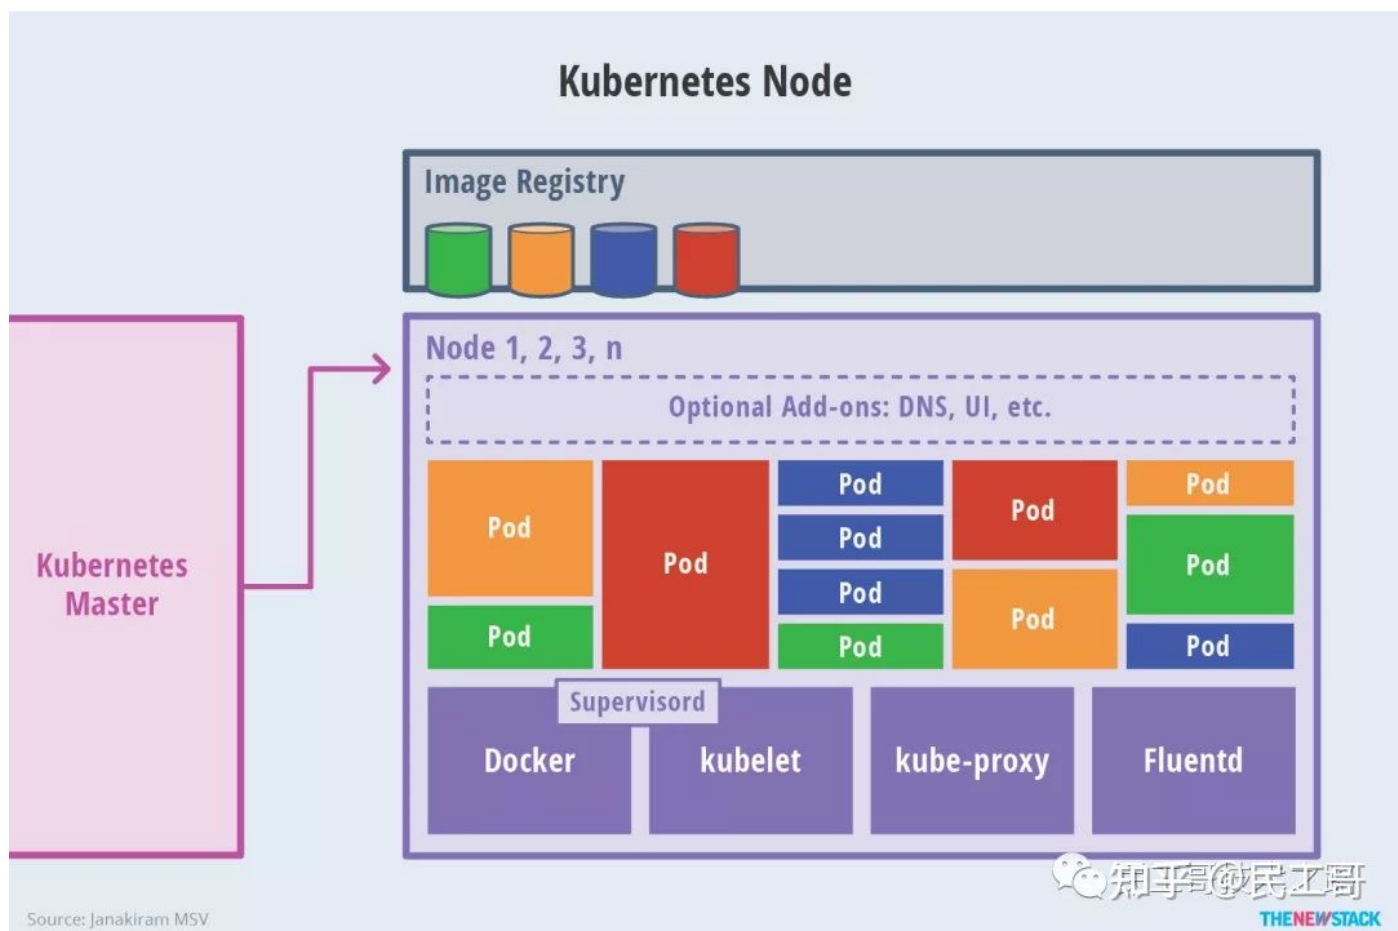 Kubernetes Node
Image Registry
Node 1, 2, 3, n
Optional Add-ons: DNS, UI, etc.
Pod
Pod
Pod
Pod
Pod
Pod
Pod
Pod
Pod
Pod
Pod
Pod
Supervisord
Docker
kubelet
kube-proxy
Fluentd
Kubernetes
Master
知乎 @民工哥
Source: Janakiram MSV
THENEWSTACK